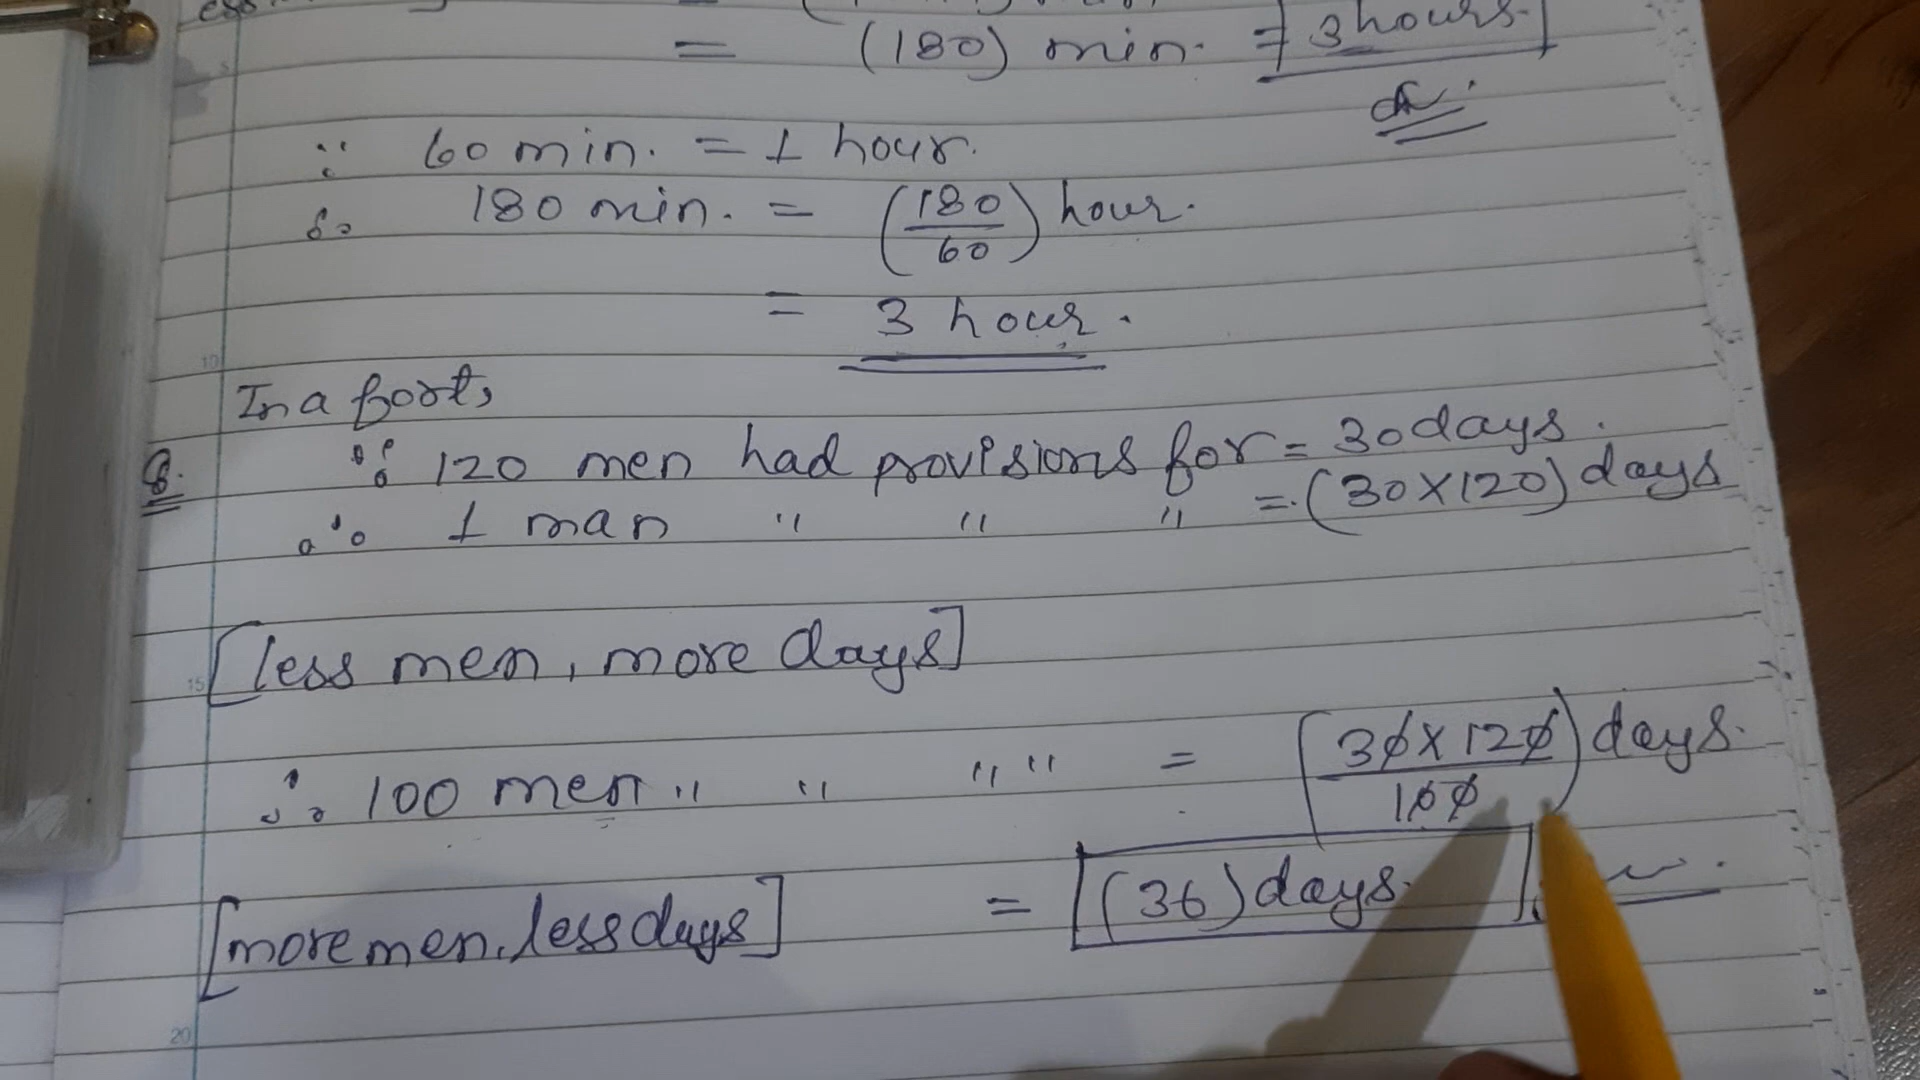 = (180) min. = 3 hours.
∵ 60 min. = 1 hour.
So 180 min. = (180/60) hour.
= 3 hour.
In a fort,
Q. ∵ 120 men had provisions for = 30 days.
∴ 1 man " " " = (30×120) days
[less men, more days]
∴ 100 men " " " " = (30×120/100) days.
= (36) days.
[more men, less days]